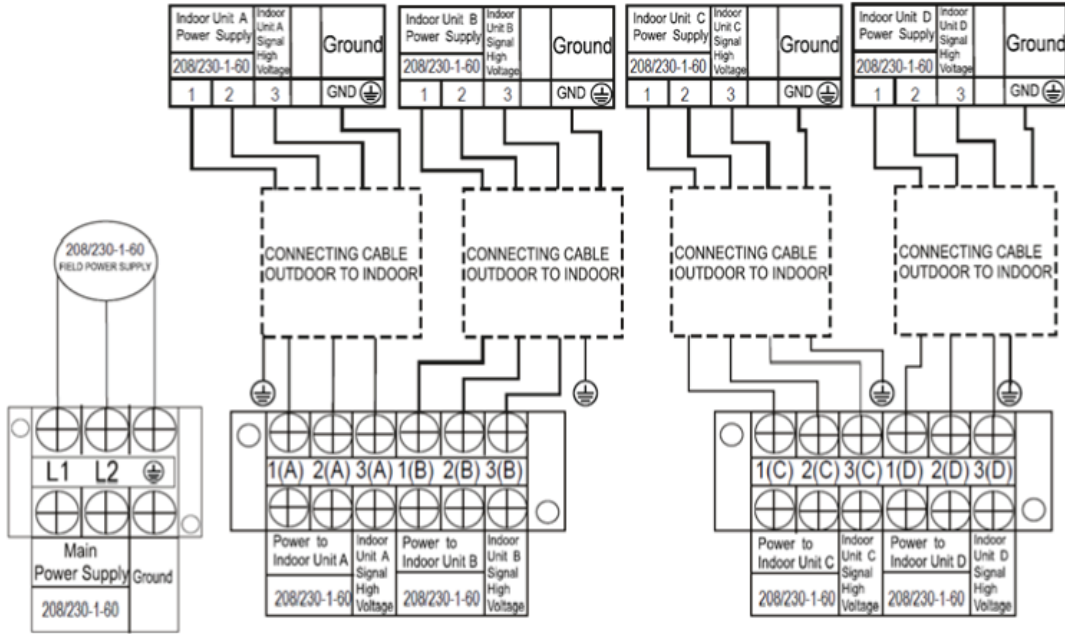 Indoor Unit A
Power Supply
208/230-1-60
Indoor
Unit A
Signal
High
Voltage
Ground
1 2 3 GND
Indoor Unit B
Power Supply
208/230-1-60
Indoor
Unit B
Signal
High
Voltage
Ground
1 2 3 GND
Indoor Unit C
Power Supply
208/230-1-60
Indoor
Unit C
Signal
High
Voltage
Ground
1 2 3 GND
Indoor Unit D
Power Supply
208/230-1-60
Indoor
Unit D
Signal
High
Voltage
Ground
1 2 3 GND
208/230-1-60
FIELD POWER SUPPLY
CONNECTING CABLE
OUTDOOR TO INDOOR
CONNECTING CABLE
OUTDOOR TO INDOOR
CONNECTING CABLE
OUTDOOR TO INDOOR
CONNECTING CABLE
OUTDOOR TO INDOOR
L1 L2
Main
Power Supply
208/230-1-60
Ground
1(A) 2(A) 3(A) 1(B) 2(B) 3(B)
Power to
Indoor Unit A
208/230-1-60
Indoor
Unit A
Signal
High
Voltage
Power to
Indoor Unit B
208/230-1-60
Indoor
Unit B
Signal
High
Voltage
1(C) 2(C) 3(C) 1(D) 2(D) 3(D)
Power to
Indoor Unit C
208/230-1-60
Indoor
Unit C
Signal
High
Voltage
Power to
Indoor Unit D
208/230-1-60
Indoor
Unit D
Signal
High
Voltage